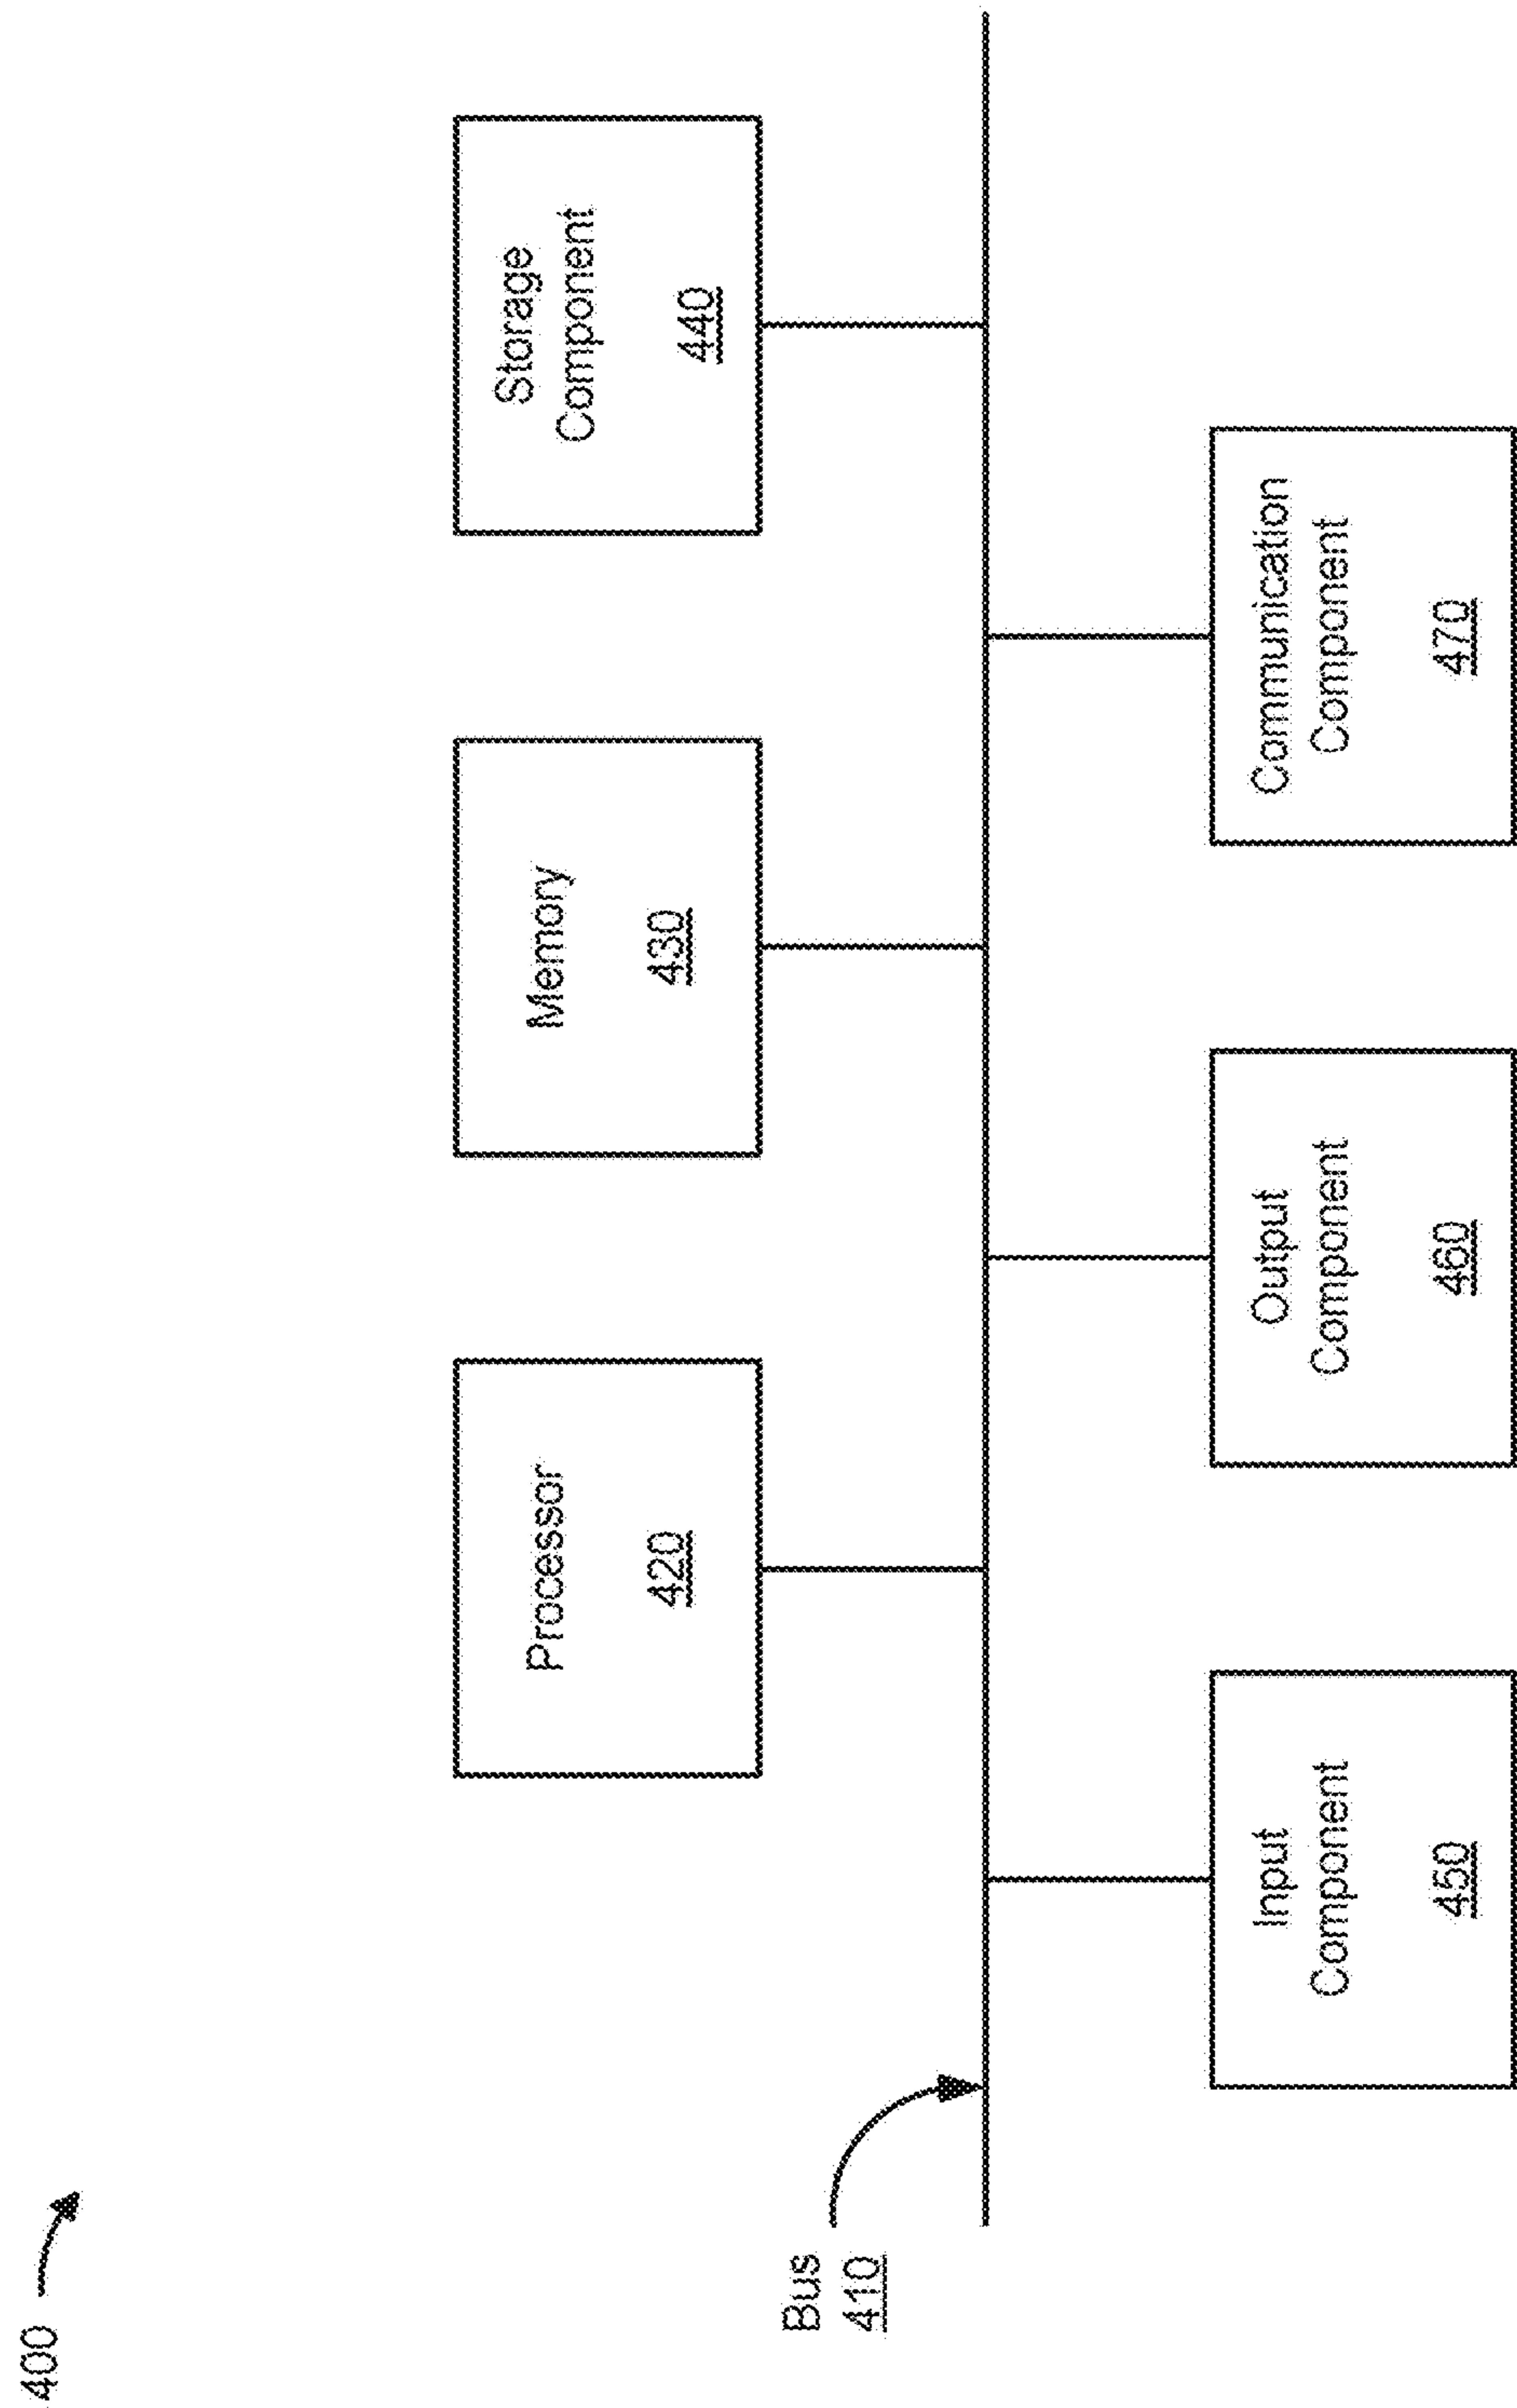 400
Processor
420
Memory
430
Storage
Component
440
Bus
410
Input
Component
450
Output
Component
460
Communication
Component
470